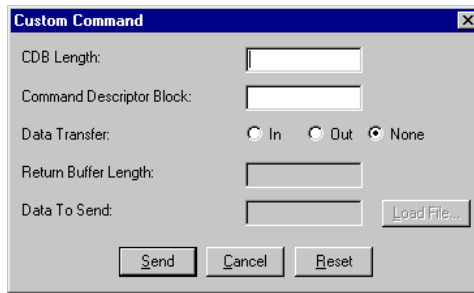 Custom Command
CDB Length:
Command Descriptor Block:
Data Transfer: In Out None
Return Buffer Length:
Data To Send: Load File...
Send Cancel Reset